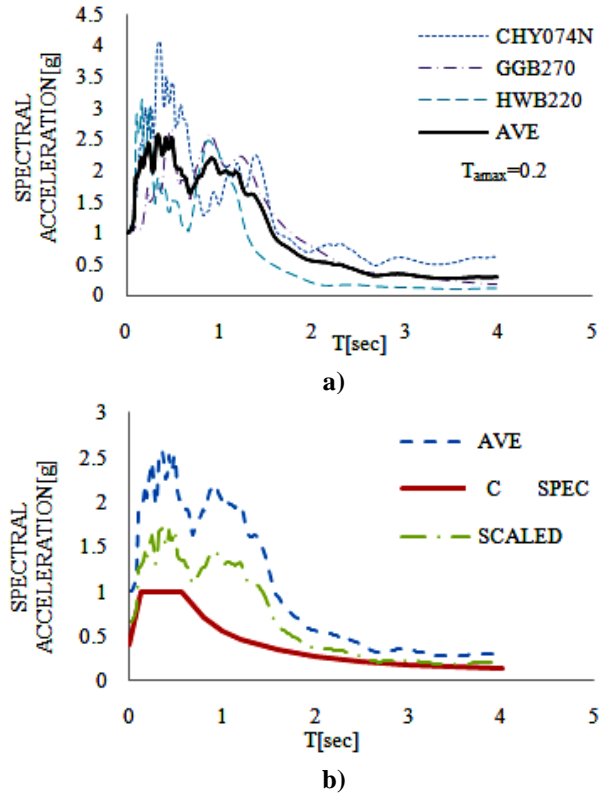 SPECTRAL
ACCELERATION[g]
4.5
4
3.5
3
2.5
2
1.5
1
0.5
0
CHY074N
GGB270
HWB220
AVE
Tamax=0.2
0 1 2 3 4 5
T[sec]
a)
SPECTRAL
ACCELERATION[g]
3
2.5
2
1.5
1
0.5
0
AVE
C SPEC
SCALED
0 1 2 3 4 5
T[sec]
b)